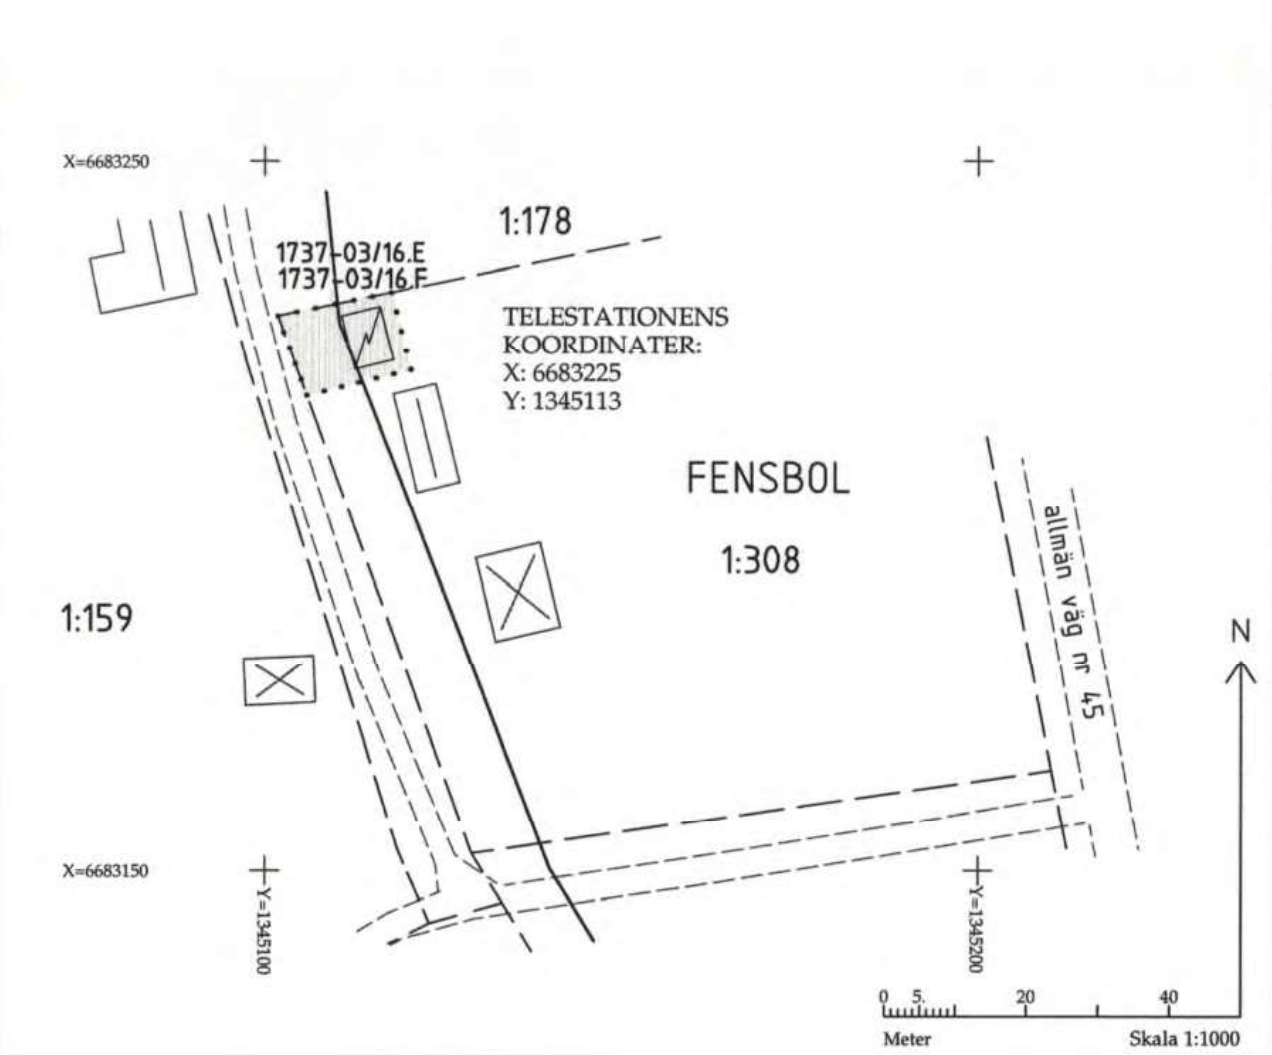 X=6683250
1:178
1737-03/16.E
1737-03/16.F
TELESTATIONENS
KOORDINATER:
X: 6683225
Y: 1345113
FENSBOL
1:308
allmän väg nr 45
1:159
N
X=6683150
Y=1345100
Y=1345200
0 5. 20 40
Meter Skala 1:1000